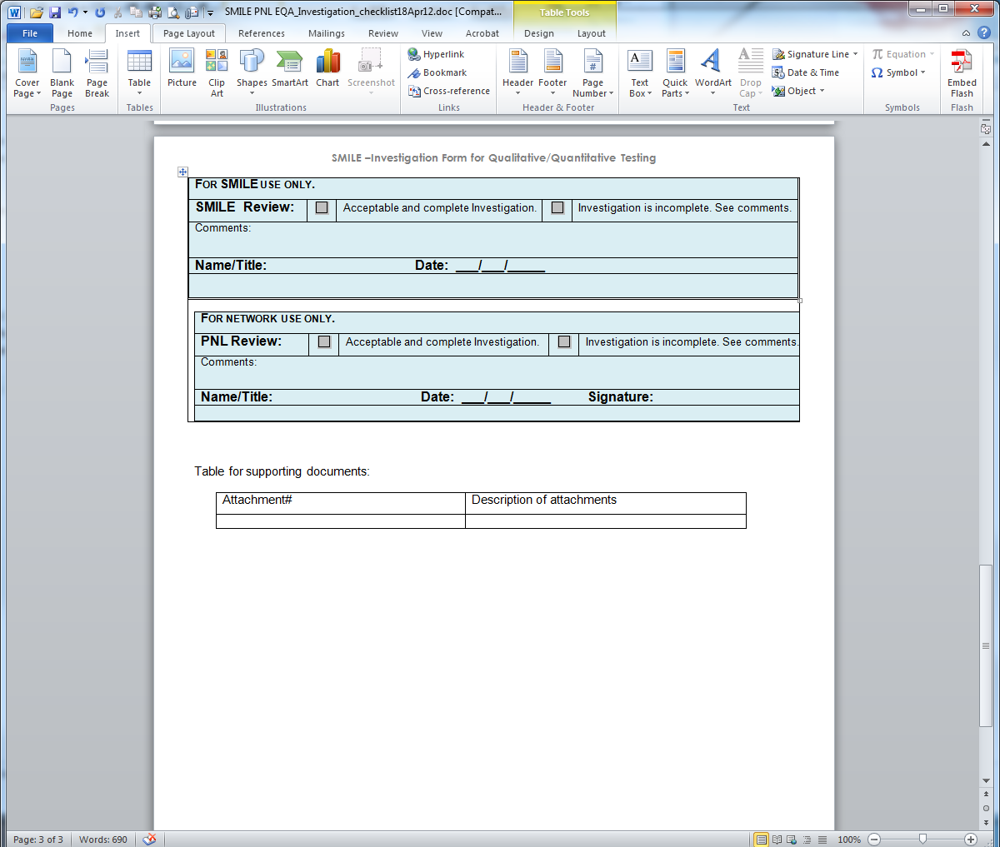 SMILE PNL EQA_Investigation_checklist18Apr12.doc [Compat...
Table Tools
File Home Insert Page Layout References Mailings Review View Acrobat Design Layout
Cover Page
Blank Page
Page Break
Pages
Table
Tables
Picture
Clip Art
Shapes
SmartArt
Chart
Screenshot
Illustrations
Hyperlink
Bookmark
Cross-reference
Links
Header
Footer
Page Number
Header & Footer
Text Box
Quick Parts
WordArt
Drop Cap
Signature Line
Date & Time
Object
Text
Equation
Symbol
Symbols
Embed Flash
Flash
SMILE –Investigation Form for Qualitative/Quantitative Testing
FOR SMILE USE ONLY.
SMILE Review: Acceptable and complete Investigation. Investigation is incomplete. See comments.
Comments:
Name/Title: Date: ___/___/_____
FOR NETWORK USE ONLY.
PNL Review: Acceptable and complete Investigation. Investigation is incomplete. See comments.
Comments:
Name/Title: Date: ___/___/_____ Signature:
Table for supporting documents:
Attachment# Description of attachments
Page: 3 of 3 Words: 690 100%